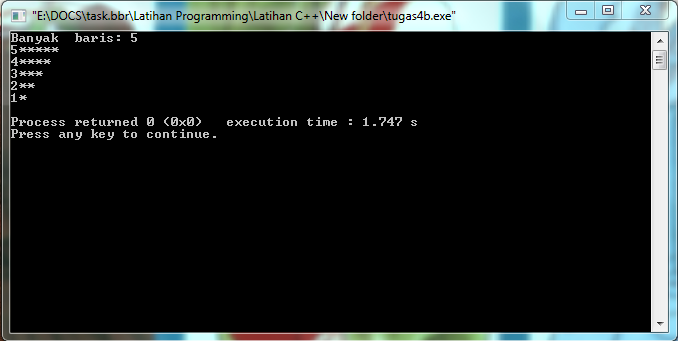 "E:\DOCS\task.bbr\Latihan Programming\Latihan C++\New folder\tugas4b.exe"
Banyak  baris: 5
5*****
4****
3***
2**
1*
Process returned 0 (0x0)   execution time : 1.747 s
Press any key to continue.